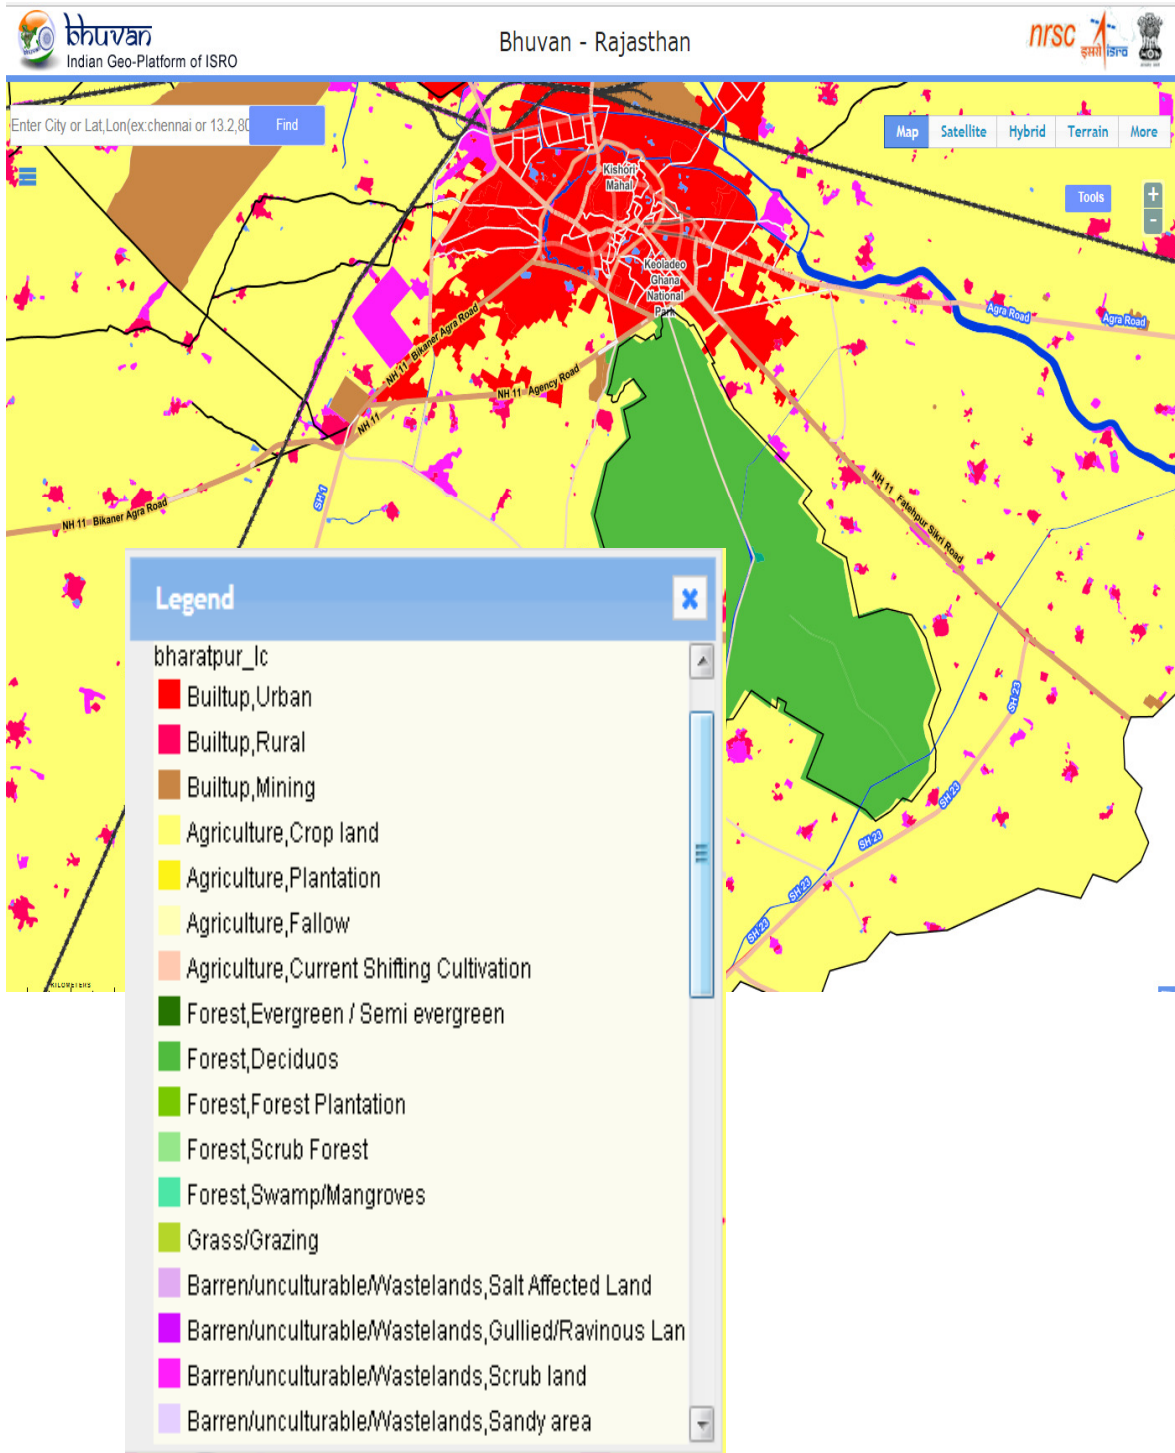 bhuvan
Indian Geo-Platform of ISRO
Bhuvan - Rajasthan
nrsc
इसरो isro
Enter City or Lat,Lon(ex:chennai or 13.2,80
Find
Map Satellite Hybrid Terrain More
Tools
+
-
Kishori
Mahal
Keoladeo
Ghana
National
Park
Agra Road
Agra Road
NH 11 Bikaner Agra Road
NH 11 Agency Road
NH 11
NH 11 Bikaner Agra Road
SH-1
NH 11 Fatehpur Sikri Road
SH-23
SH-23
SH-23
SH-23
SH-23
KILOMETERS
Legend
bharatpur_lc
Builtup,Urban
Builtup,Rural
Builtup,Mining
Agriculture,Crop land
Agriculture,Plantation
Agriculture,Fallow
Agriculture,Current Shifting Cultivation
Forest,Evergreen / Semi evergreen
Forest,Deciduos
Forest,Forest Plantation
Forest,Scrub Forest
Forest,Swamp/Mangroves
Grass/Grazing
Barren/unculturable/Wastelands,Salt Affected Land
Barren/unculturable/Wastelands,Gullied/Ravinous Lan
Barren/unculturable/Wastelands,Scrub land
Barren/unculturable/Wastelands,Sandy area